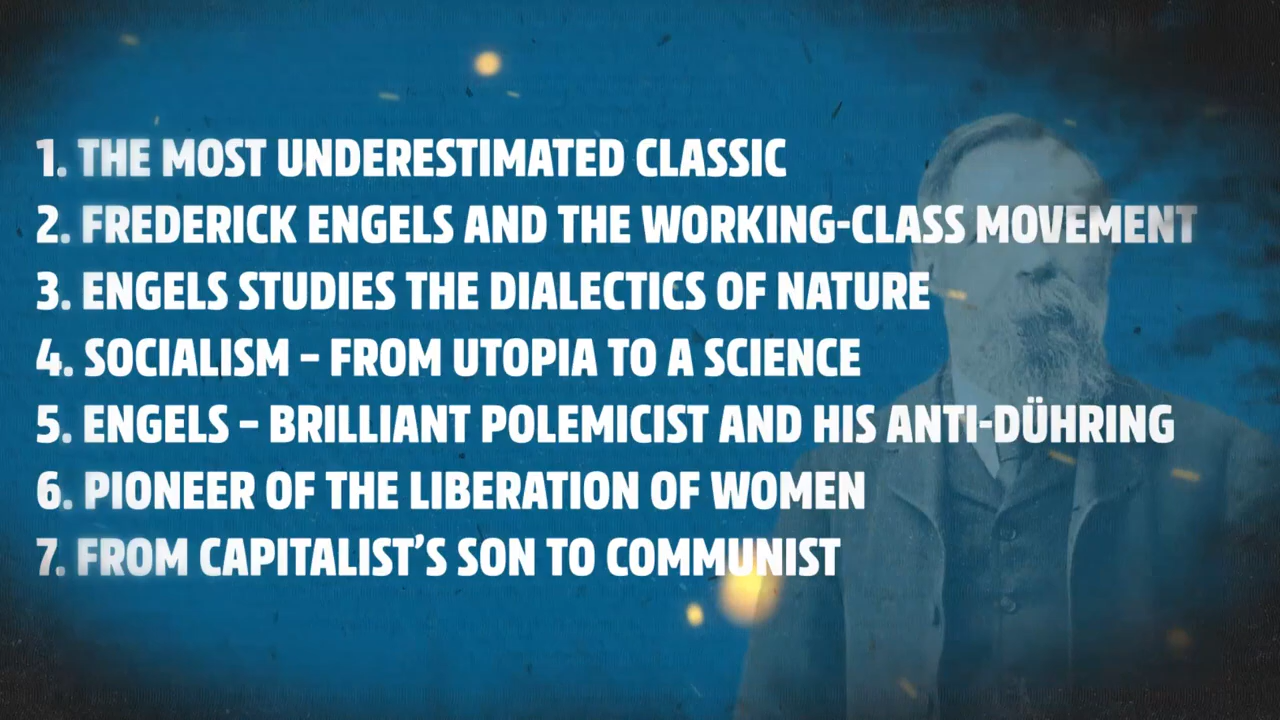 1. THE MOST UNDERESTIMATED CLASSIC
2. FREDERICK ENGELS AND THE WORKING-CLASS MOVEMENT
3. ENGELS STUDIES THE DIALECTICS OF NATURE
4. SOCIALISM – FROM UTOPIA TO A SCIENCE
5. ENGELS – BRILLIANT POLEMICIST AND HIS ANTI-DÜHRING
6. PIONEER OF THE LIBERATION OF WOMEN
7. FROM CAPITALIST’S SON TO COMMUNIST